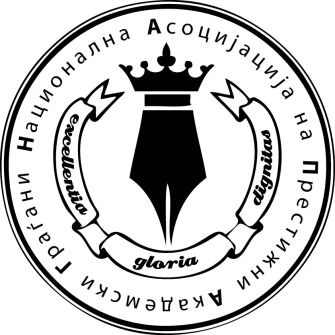 Национална Асоцијација на Престижни Академски Граѓани
excellentia
gloria
dignitas